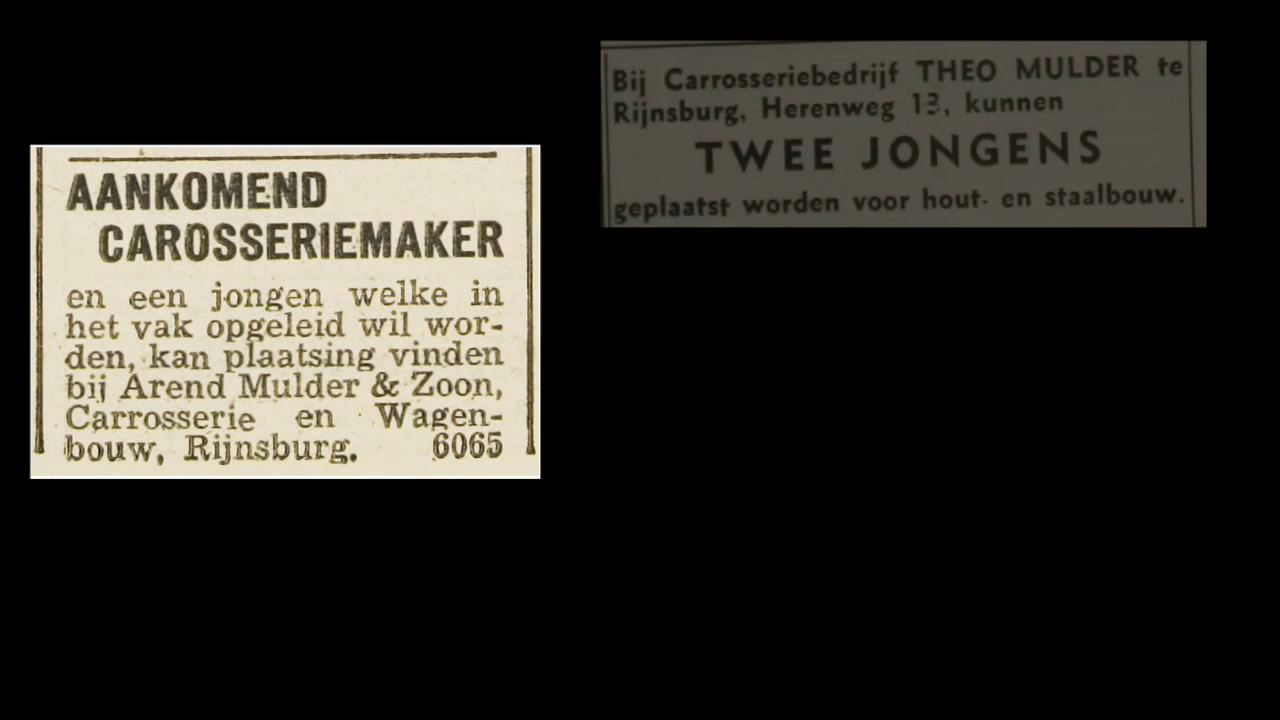 AANKOMEND
CAROSSERIEMAKER
en een jongen welke in
het vak opgeleid wil wor-
den, kan plaatsing vinden
bij Arend Mulder & Zoon,
Carrosserie en Wagen-
bouw, Rijnsburg. 6065
Bij Carrosseriebedrijf THEO MULDER te
Rijnsburg, Herenweg 13, kunnen
TWEE JONGENS
geplaatst worden voor hout- en staalbouw.